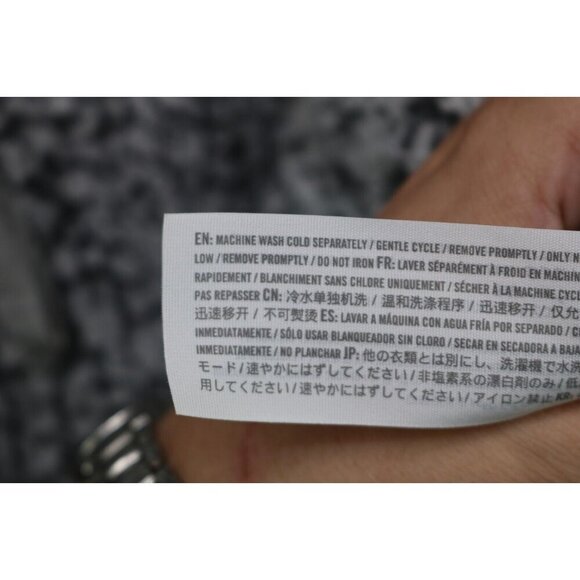 EN: MACHINE WASH COLD SEPARATELY / GENTLE CYCLE / REMOVE PROMPTLY / ONLY N
LOW / REMOVE PROMPTLY / DO NOT IRON FR: LAVER SÉPARÉMENT À FROID EN MACHIN
RAPIDEMENT / BLANCHIMENT SANS CHLORE UNIQUEMENT / SÉCHER À LA MACHINE CYC
PAS REPASSER CN: 冷水单独机洗 / 温和洗涤程序 / 迅速移开 / 仅允
迅速移开 / 不可熨烫 ES: LAVAR A MÁQUINA CON AGUA FRÍA POR SEPARADO /
INMEDIATAMENTE / SÓLO USAR BLANQUEADOR SIN CLORO / SECAR EN SECADORA A BAJA
INMEDIATAMENTE / NO PLANCHAR JP: 他の衣類とは別にし、洗濯機で水洗
モード / 速やかにはずしてください / 非塩素系の漂白剤のみ / 低
用してください / 速やかにはずしてください / アイロン禁止 KR: